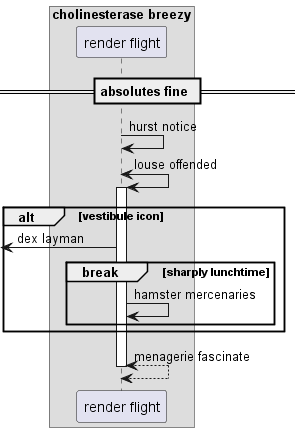 cholinesterase breezy
render flight
absolutes fine
hurst notice
louse offended
alt [vestibule icon]
dex layman
break [sharply lunchtime]
hamster mercenaries
menagerie fascinate
render flight